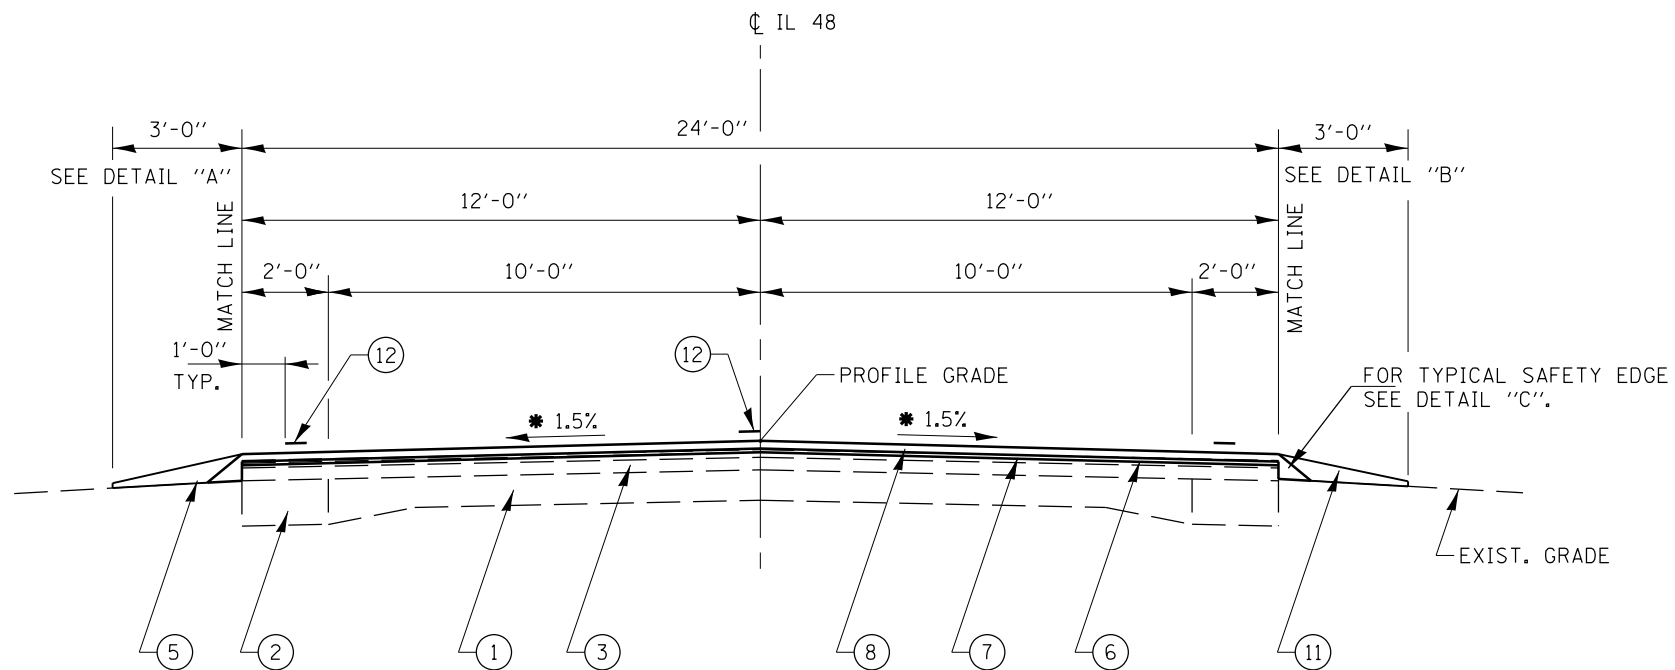 ℄ IL 48
3'-0"
24'-0"
3'-0"
SEE DETAIL "A"
SEE DETAIL "B"
MATCH LINE
12'-0"
12'-0"
MATCH LINE
2'-0"
10'-0"
10'-0"
2'-0"
1'-0"
TYP.
12
12
PROFILE GRADE
FOR TYPICAL SAFETY EDGE
SEE DETAIL "C".
✱ 1.5%
✱ 1.5%
EXIST. GRADE
5
2
1
3
8
7
6
11